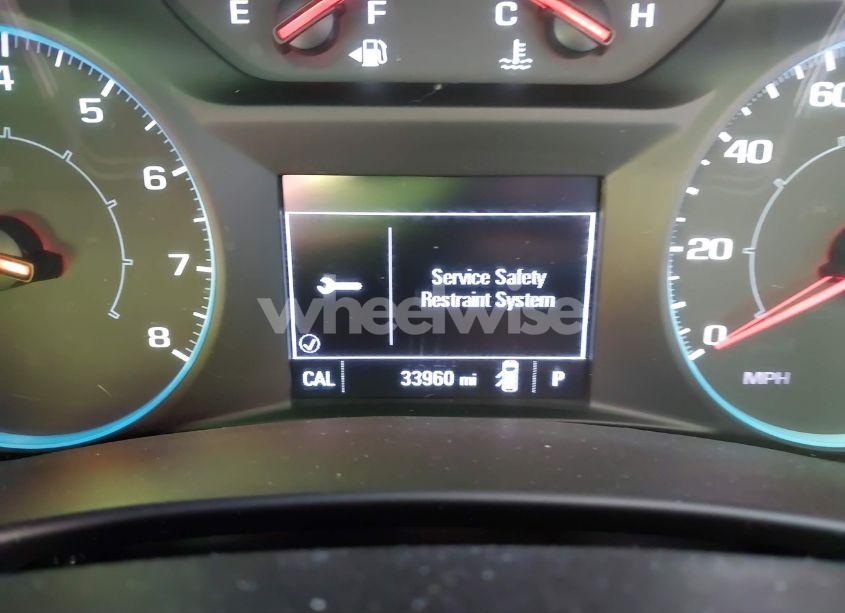 E F C H
4
5
6
7
8
60
40
20
0
MPH
Service Safety
Restraint System
wheelwise
CAL 33960 mi P